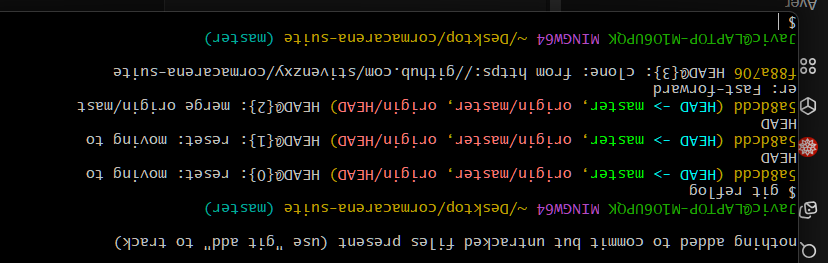 nothing added to commit but untracked files present (use "git add" to track)
Javic@LAPTOP-M1O6UPQK MINGW64 ~/Desktop/cormacarena-suite (master)
$ git reflog
5a8dcdd (HEAD -> master, origin/master, origin/HEAD) HEAD@{0}: reset: moving to
HEAD
5a8dcdd (HEAD -> master, origin/master, origin/HEAD) HEAD@{1}: reset: moving to
HEAD
5a8dcdd (HEAD -> master, origin/master, origin/HEAD) HEAD@{2}: merge origin/mast
er: Fast-forward
f88a706 HEAD@{3}: clone: from https://github.com/stivenzxy/cormacarena-suite
Javic@LAPTOP-M1O6UPQK MINGW64 ~/Desktop/cormacarena-suite (master)
$
Aver